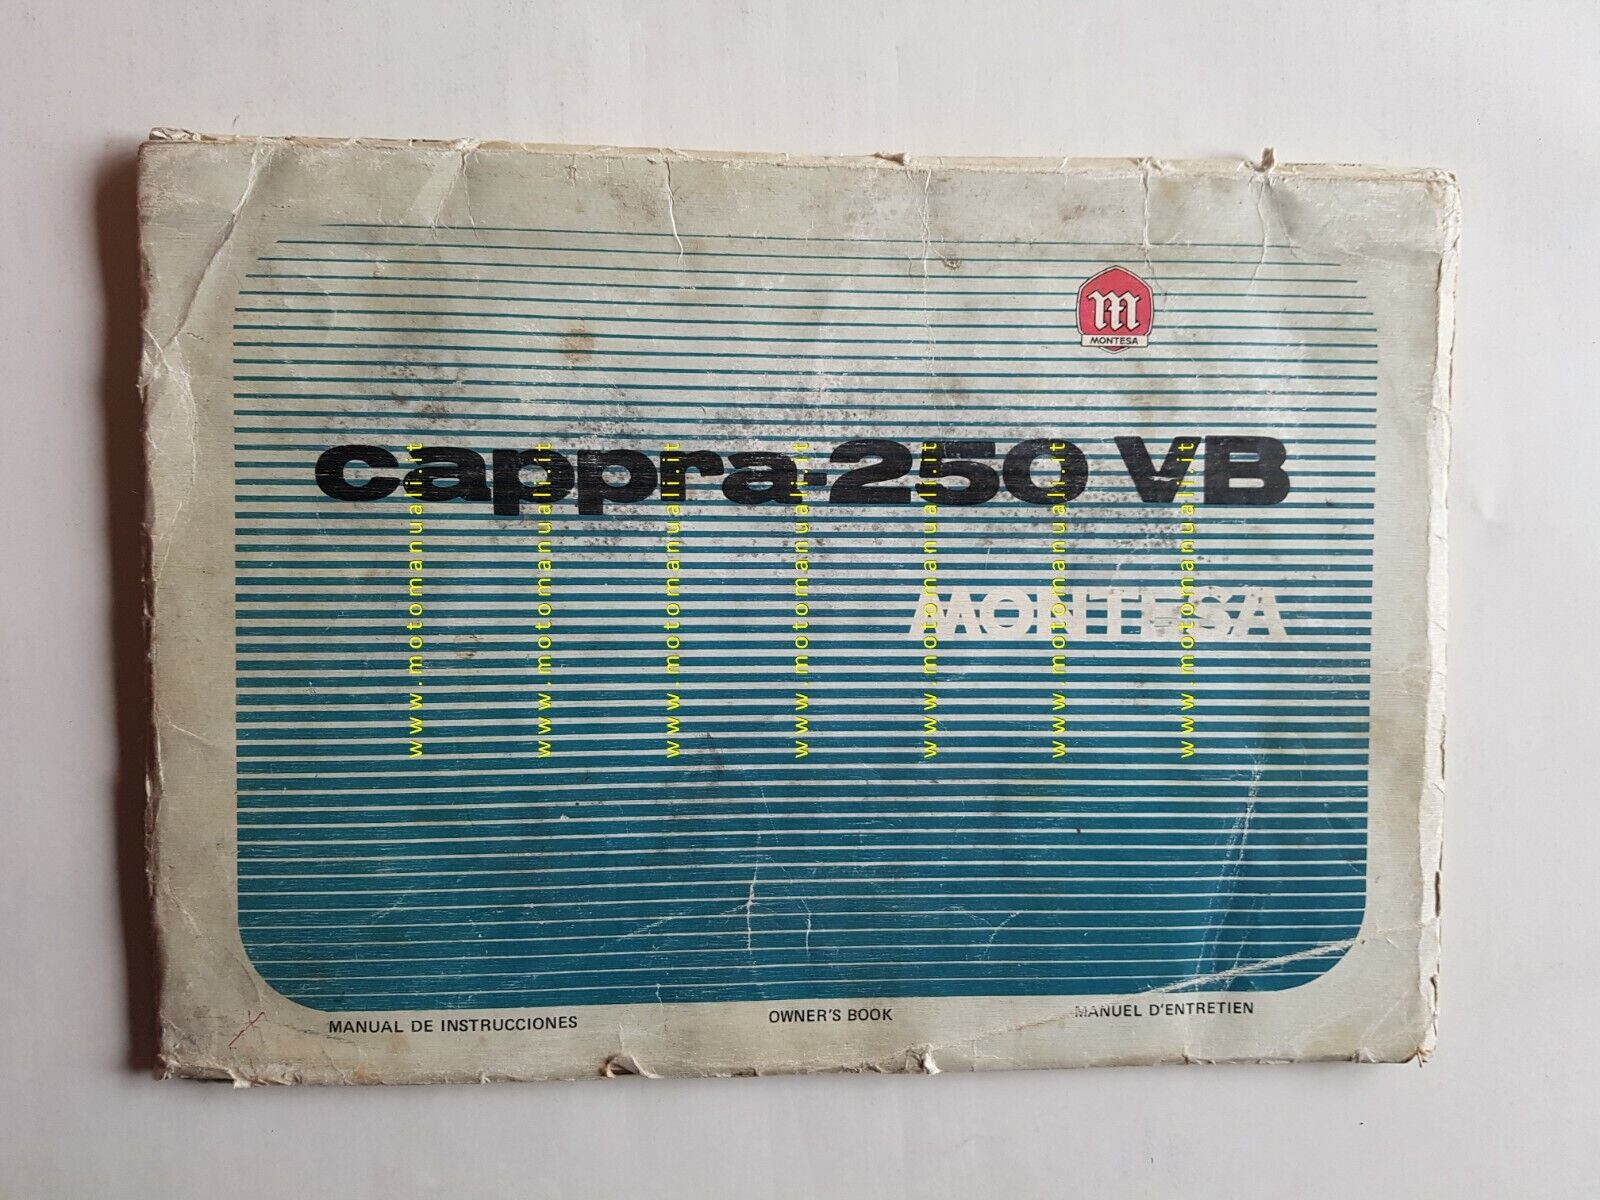 m
MONTESA
cappra-250 VB
MONTESA
MANUAL DE INSTRUCCIONES
OWNER'S BOOK
MANUEL D'ENTRETIEN
www.motomanuali.it
www.motomanuali.it
www.motomanuali.it
www.motomanuali.it
www.motomanuali.it
www.motomanuali.it
www.motomanuali.it